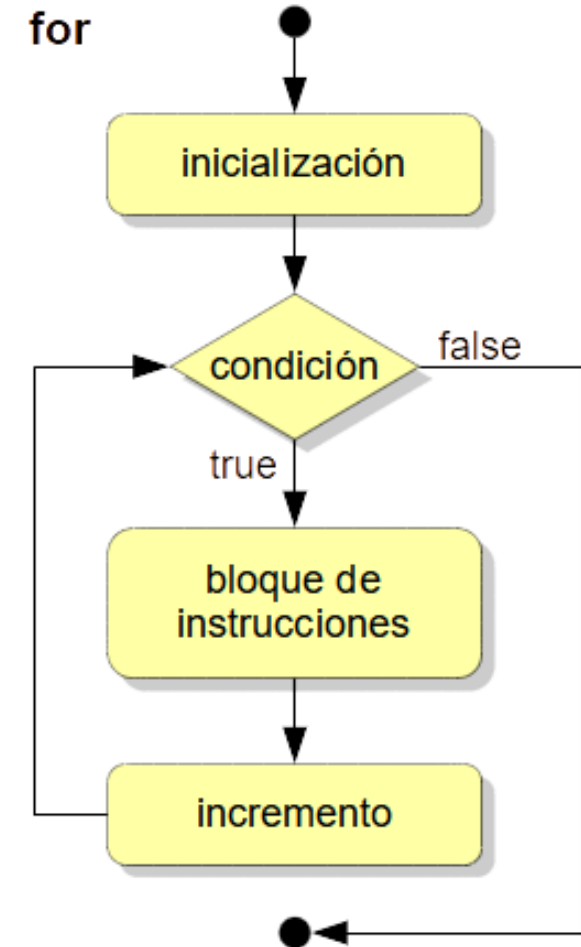 for
inicialización
condición
false
true
bloque de
instrucciones
incremento